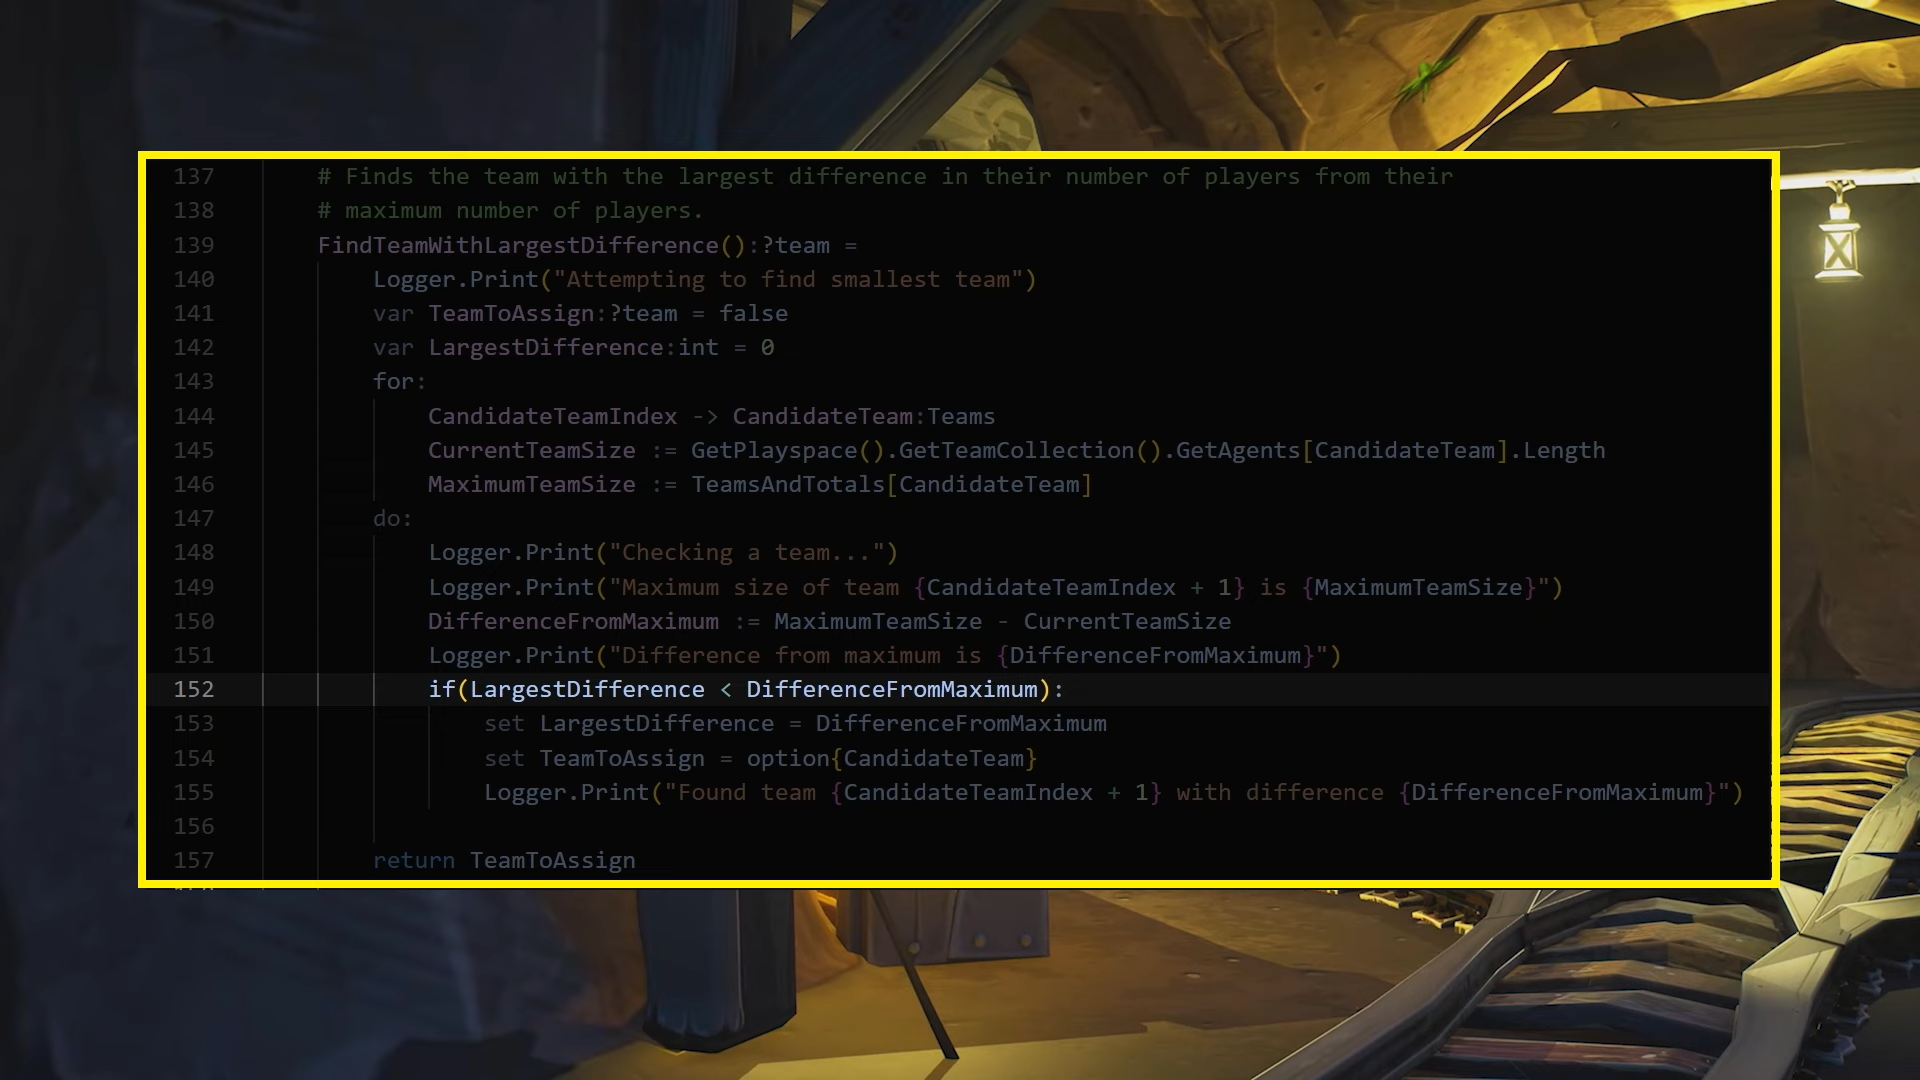 137 # Finds the team with the largest difference in their number of players from their
138 # maximum number of players.
139 FindTeamWithLargestDifference():?team =
140 Logger.Print("Attempting to find smallest team")
141 var TeamToAssign:?team = false
142 var LargestDifference:int = 0
143 for:
144 CandidateTeamIndex -> CandidateTeam:Teams
145 CurrentTeamSize := GetPlayspace().GetTeamCollection().GetAgents[CandidateTeam].Length
146 MaximumTeamSize := TeamsAndTotals[CandidateTeam]
147 do:
148 Logger.Print("Checking a team...")
149 Logger.Print("Maximum size of team {CandidateTeamIndex + 1} is {MaximumTeamSize}")
150 DifferenceFromMaximum := MaximumTeamSize - CurrentTeamSize
151 Logger.Print("Difference from maximum is {DifferenceFromMaximum}")
152 if(LargestDifference < DifferenceFromMaximum):
153 set LargestDifference = DifferenceFromMaximum
154 set TeamToAssign = option{CandidateTeam}
155 Logger.Print("Found team {CandidateTeamIndex + 1} with difference {DifferenceFromMaximum}")
156
157 return TeamToAssign